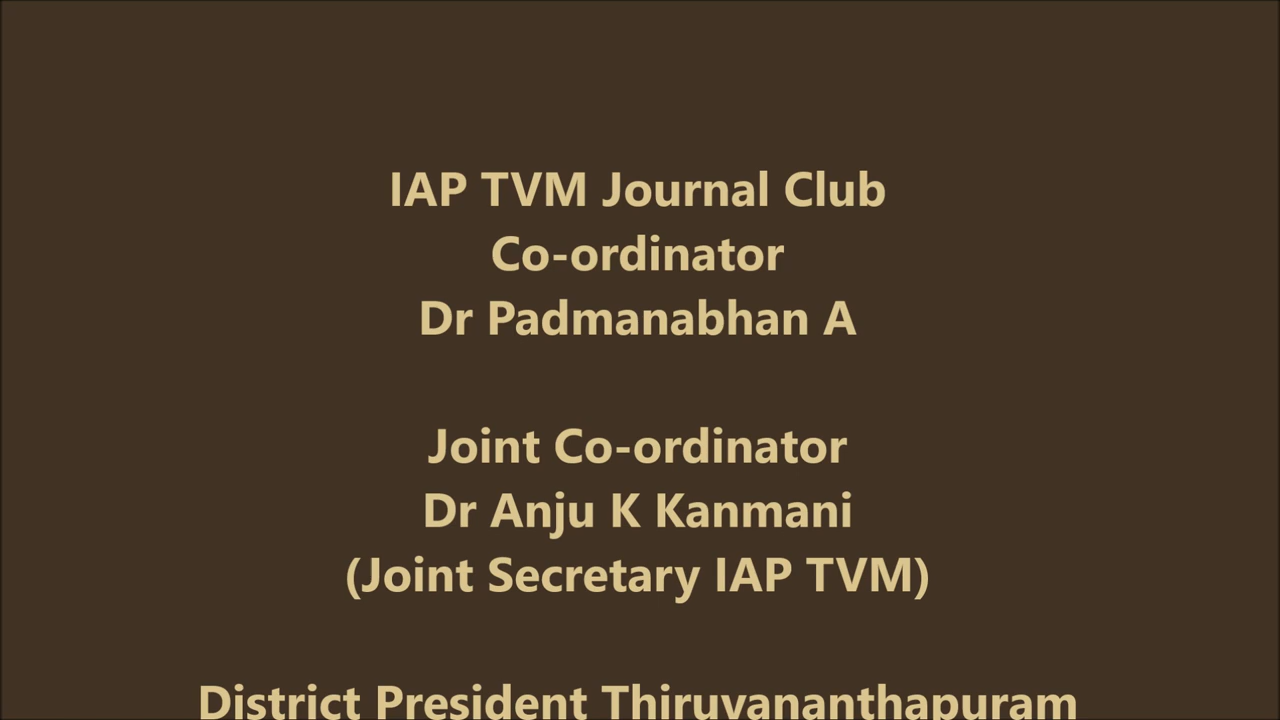 IAP TVM Journal Club
Co-ordinator
Dr Padmanabhan A
Joint Co-ordinator
Dr Anju K Kanmani
(Joint Secretary IAP TVM)
District President Thiruvananthapuram